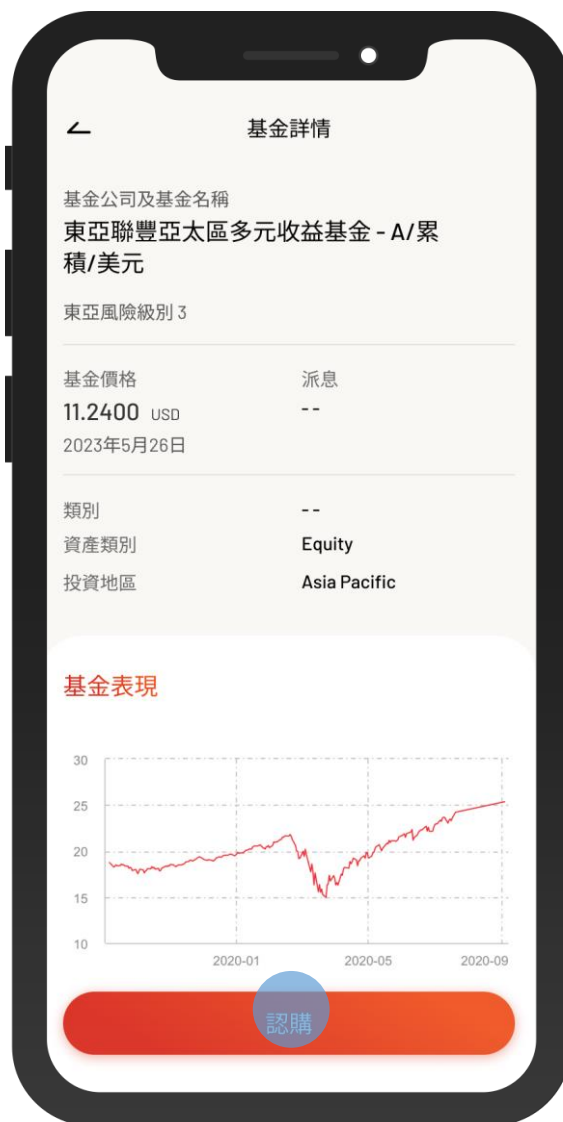 基金詳情
基金公司及基金名稱
東亞聯豐亞太區多元收益基金 - A/累
積/美元
東亞風險級別 3
基金價格 派息
11.2400 USD --
2023年5月26日
類別 --
資產類別 Equity
投資地區 Asia Pacific
基金表現
30
25
20
15
10
2020-01 2020-05 2020-09
認購